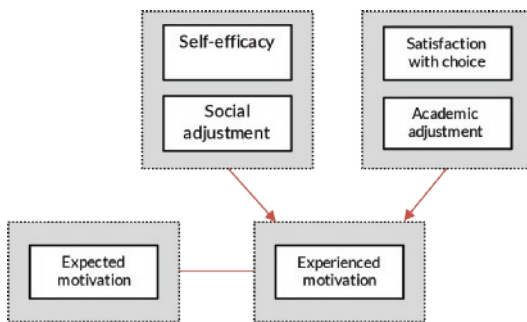 Self-efficacy
Social
adjustment
Satisfaction
with choice
Academic
adjustment
Expected
motivation
Experienced
motivation